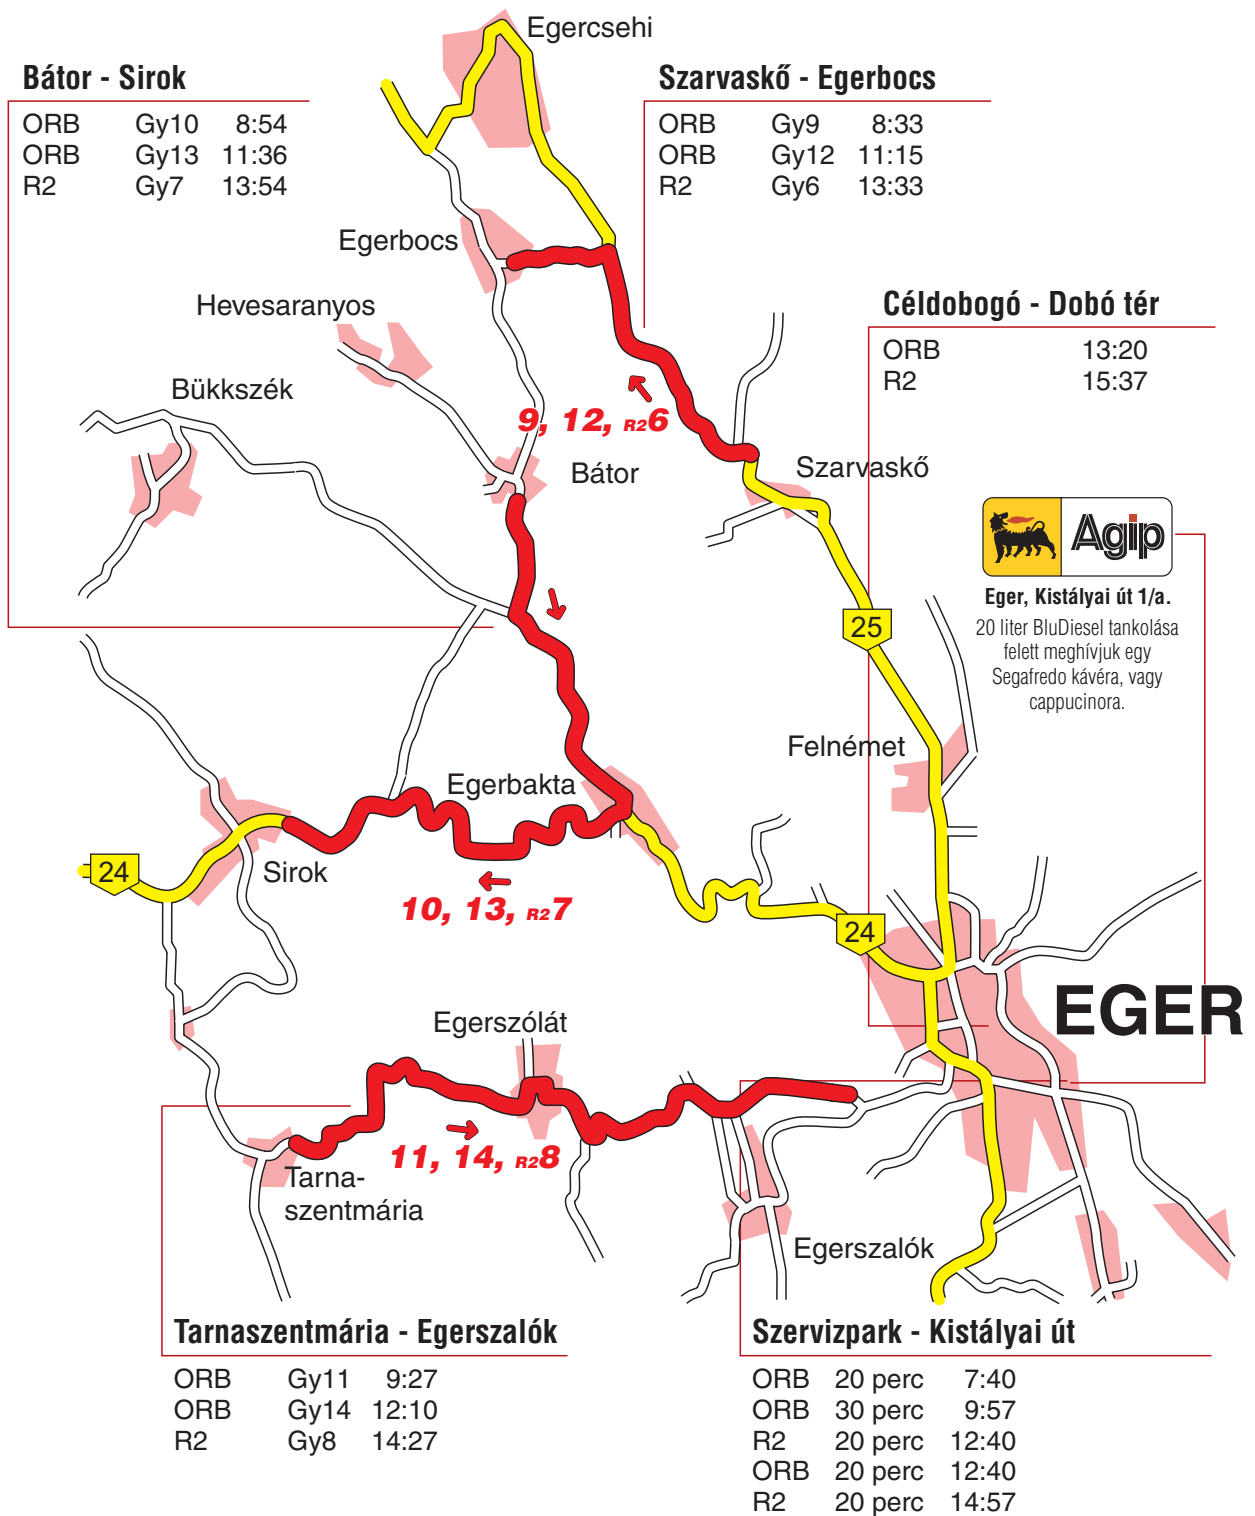 Egercsehi
Bátor - Sirok
ORB Gy10 8:54
ORB Gy13 11:36
R2 Gy7 13:54
Szarvaskő - Egerbocs
ORB Gy9 8:33
ORB Gy12 11:15
R2 Gy6 13:33
Egerbocs
Hevesaranyos
Célobogó - Dobó tér
ORB 13:20
R2 15:37
Bükkszék
9, 12, R26
Bátor
Szarvaskő
Agip
Eger, Kistályai út 1/a.
20 liter BluDiesel tankolása
felett meghívjuk egy
Segafredo kávéra, vagy
cappucinora.
25
Felnémet
Egerbakta
Sirok
24
10, 13, R27
24
EGER
Egerszólát
11, 14, R28
Tarna-
szentmária
Egerszalók
Tarnaszentmária - Egerszalók
ORB Gy11 9:27
ORB Gy14 12:10
R2 Gy8 14:27
Szervizpark - Kistályai út
ORB 20 perc 7:40
ORB 30 perc 9:57
R2 20 perc 12:40
ORB 20 perc 12:40
R2 20 perc 14:57